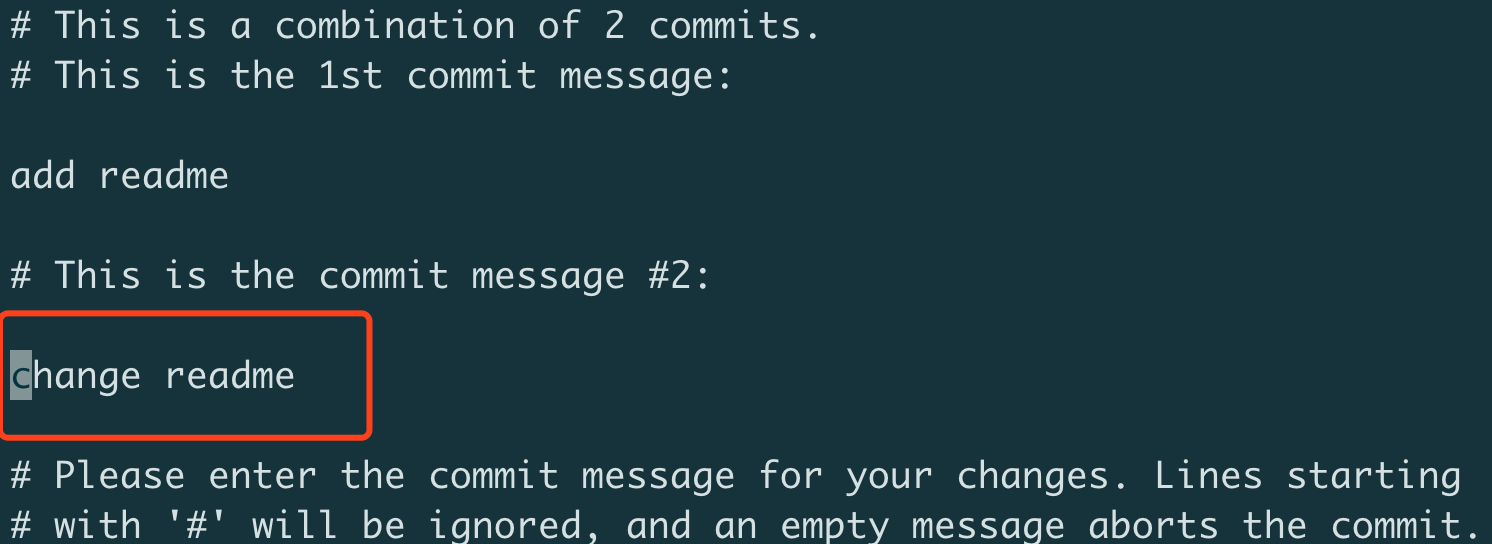 # This is a combination of 2 commits.
# This is the 1st commit message:
add readme
# This is the commit message #2:
change readme
# Please enter the commit message for your changes. Lines starting
# with '#' will be ignored, and an empty message aborts the commit.